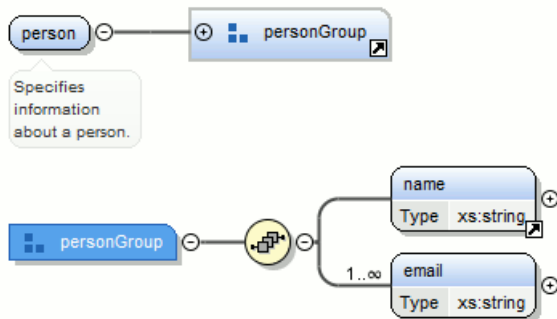 person
personGroup
Specifies
information
about a person.
name
Type xs:string
personGroup
1..∞
email
Type xs:string